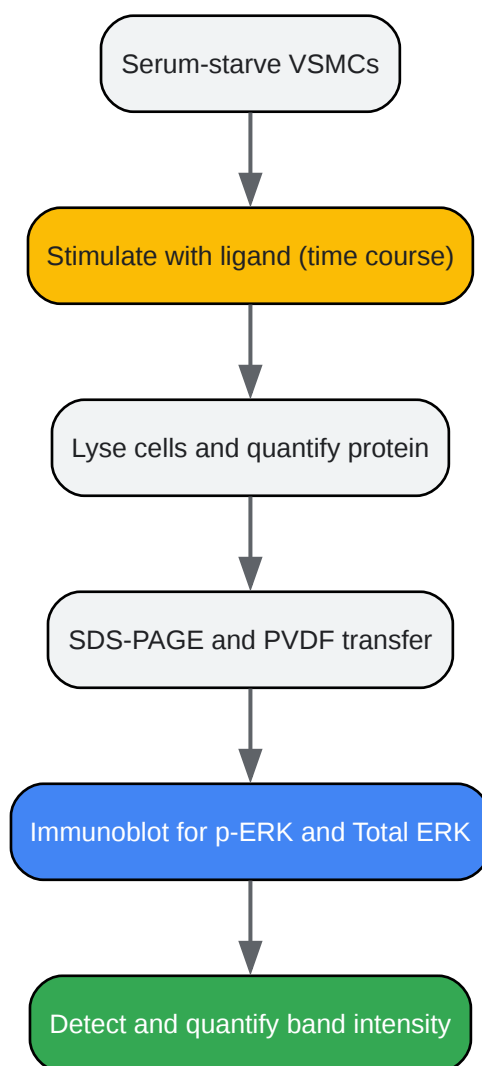 Serum-starve VSMCs
Stimulate with ligand (time course)
Lyse cells and quantify protein
SDS-PAGE and PVDF transfer
Immunoblot for p-ERK and Total ERK
Detect and quantify band intensity